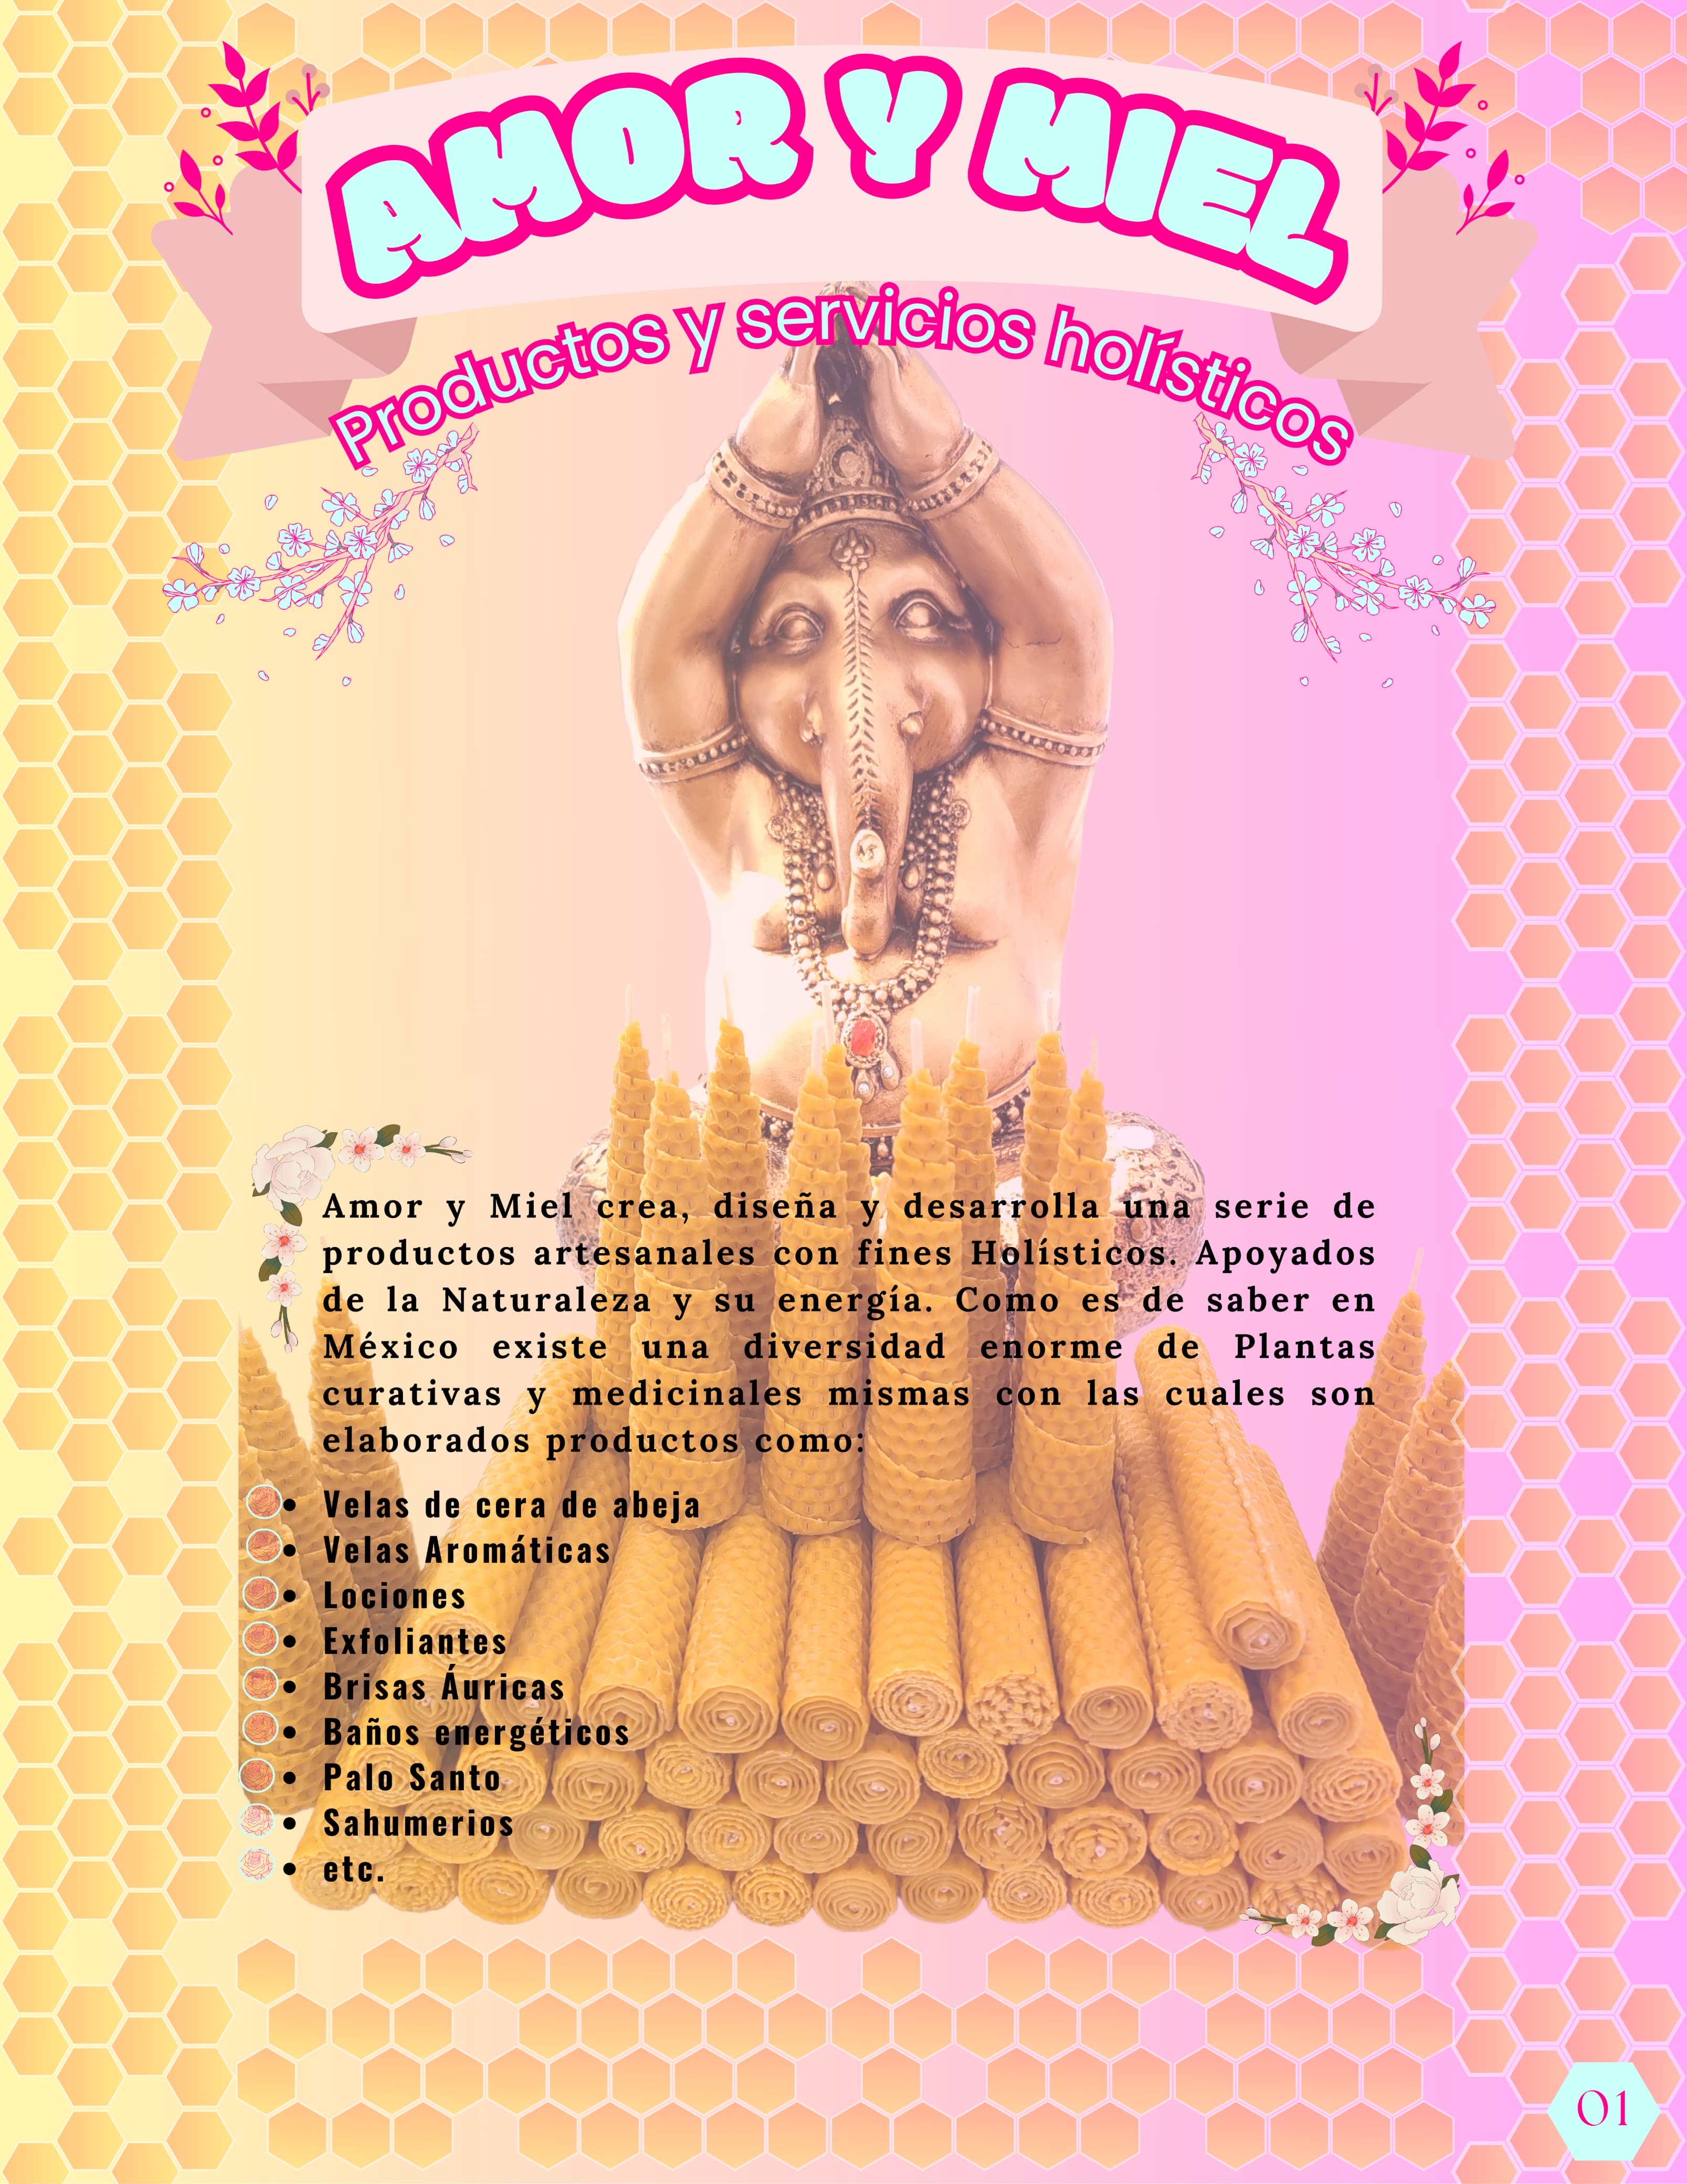 AMOR Y MIEL
Productos y servicios holísticos
Amor y Miel crea, diseña y desarrolla una serie de
productos artesanales con fines Holísticos. Apoyados
de la Naturaleza y su energía. Como es de saber en
México existe una diversidad enorme de Plantas
curativas y medicinales mismas con las cuales son
elaborados productos como:
• Velas de cera de abeja
• Velas Aromáticas
• Lociones
• Exfoliantes
• Brisas Áuricas
• Baños energéticos
• Palo Santo
• Sahumerios
• etc.
01